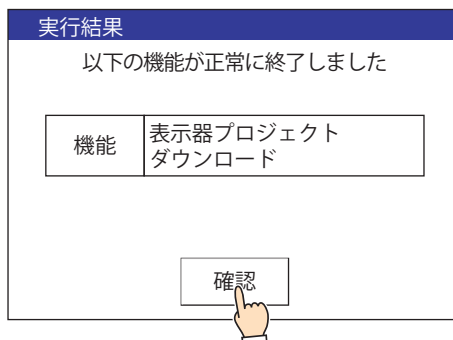 実行結果
以下の機能が正常に終了しました
機能
表示器プロジェクト
ダウンロード
確認